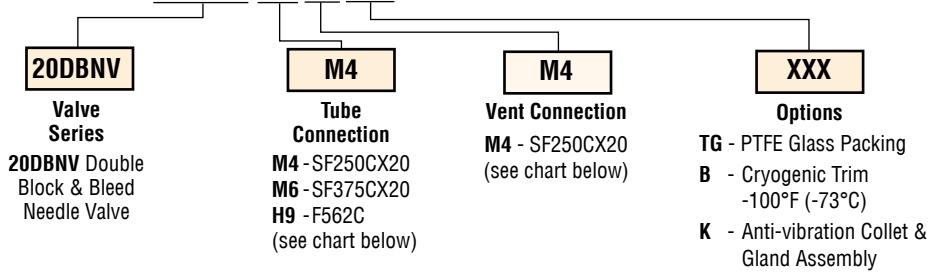 20DBNV
Valve
Series
20DBNV Double
Block & Bleed
Needle Valve
M4
Tube
Connection
M4 - SF250CX20
M6 - SF375CX20
H9 - F562C
(see chart below)
M4
Vent Connection
M4 - SF250CX20
(see chart below)
XXX
Options
TG - PTFE Glass Packing
B - Cryogenic Trim
-100°F (-73°C)
K - Anti-vibration Collet &
Gland Assembly